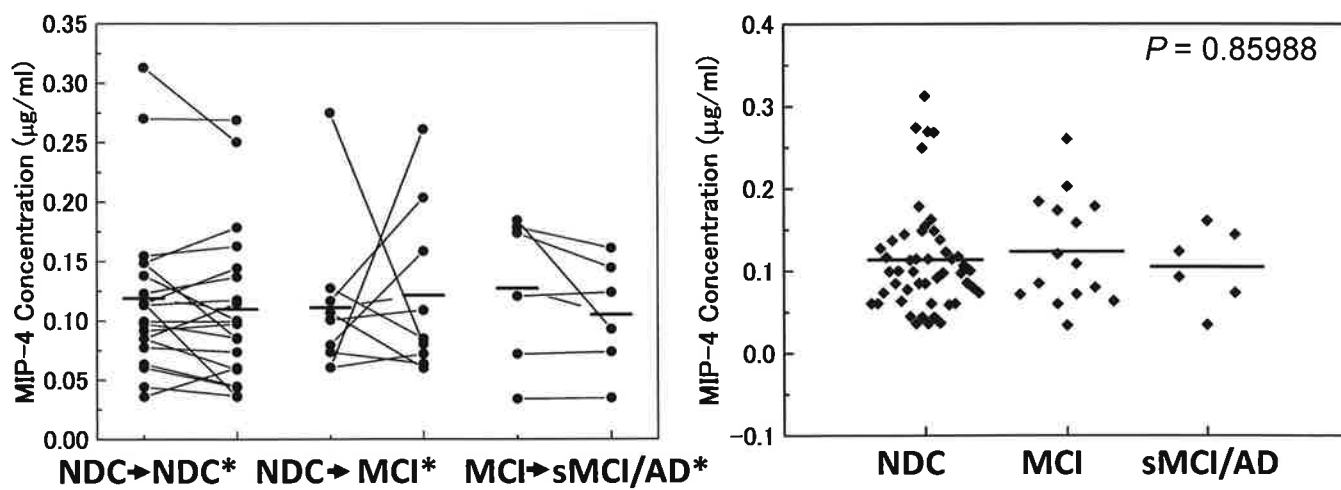 MIP-4 Concentration (μg/ml)
0.35
0.30
0.25
0.20
0.15
0.10
0.05
0.00
NDC→NDC* NDC→MCI* MCI→sMCI/AD*
MIP-4 Concentration (μg/ml)
0.4
0.3
0.2
0.1
0.0
-0.1
P = 0.85988
NDC MCI sMCI/AD